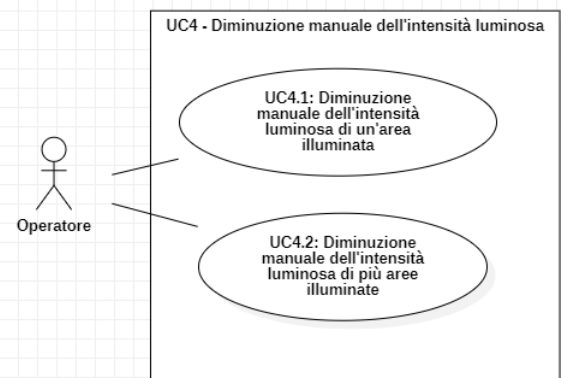 UC4 - Diminuzione manuale dell'intensità luminosa
UC4.1: Diminuzione
manuale dell'intensità
luminosa di un'area
illuminata
Operatore
UC4.2: Diminuzione
manuale dell'intensità
luminosa di più aree
illuminate